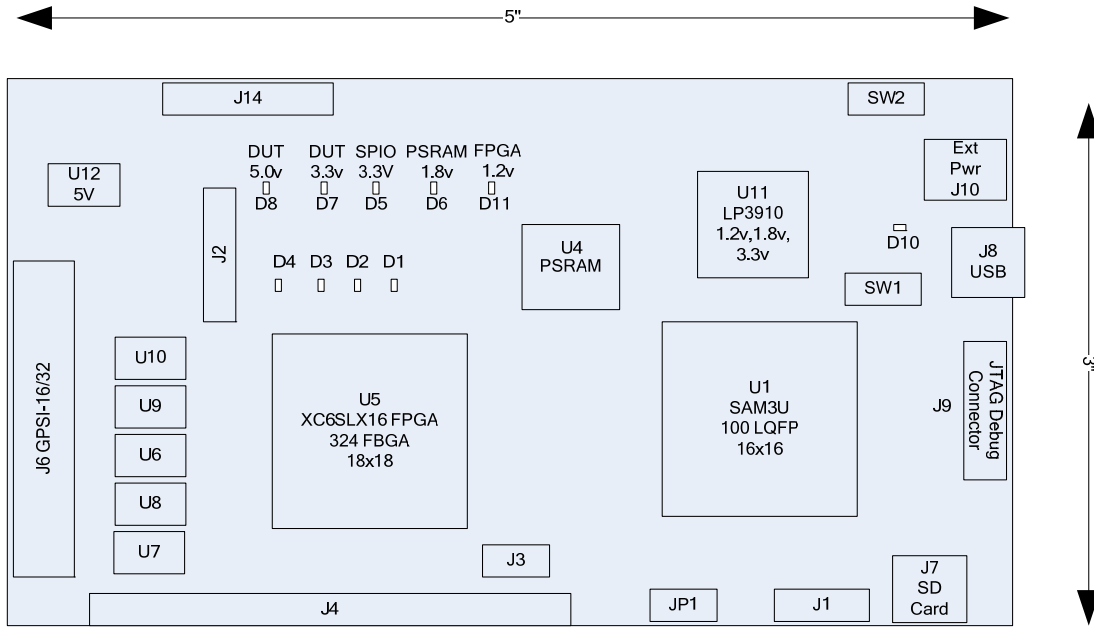 5"
J14
SW2
DUT DUT SPIO PSRAM FPGA
5.0v 3.3v 3.3V 1.8v 1.2v
D8 D7 D5 D6 D11
Ext
Pwr
J10
U12
5V
U11
LP3910
1.2v,1.8v,
3.3v
D10
J2
U4
PSRAM
J8
USB
D4 D3 D2 D1
SW1
J6 GPSI-16/32
U10
U9
U6
U8
U7
U5
XC6SLX16 FPGA
324 FBGA
18x18
U1
SAM3U
100 LQFP
16x16
J9
JTAG Debug
Connector
3"
J3
J7
SD
Card
J4
JP1
J1